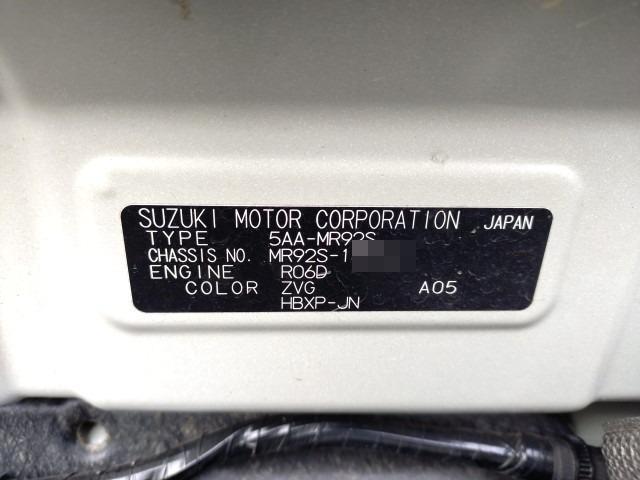 SUZUKI MOTOR CORPORATION JAPAN
TYPE 5AA-MR92S
CHASSIS NO. MR92S-1
ENGINE R06D
COLOR ZVG A05
HBXP-JN